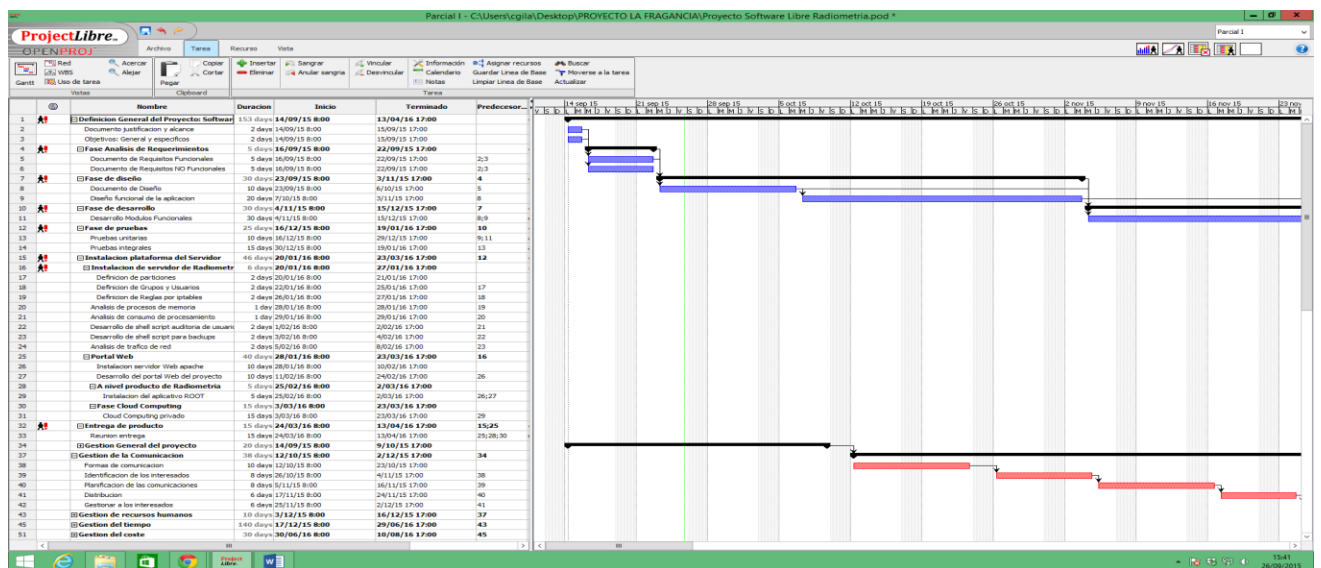 Parcial I - C:\Users\cgila\Desktop\PROYECTO LA FRAGANCIA\Proyecto Software Libre Radiometria.pod *
ProjectLibre
OPENPROJ
Archivo Tarea Recurso Vista
Parcial I
Red Acercar Copiar Insertar Sangrar Vincular Información Asignar recursos Buscar
WBS Alejar Cortar Eliminar Anular sangria Desvincular Calendario Guardar Linea de Base Moverse a la tarea
Gantt Uso de tarea Pegar Notas Limpiar Linea de Base Actualizar
Vistas Clipboard Tarea
Nombre Duracion Inicio Terminado Predecesor...
14 sep 15 21 sep 15 28 sep 15 5 oct 15 12 oct 15 19 oct 15 26 oct 15 2 nov 15 9 nov 15 16 nov 15 23 nov
1 Definicion General del Proyecto: Softwar 153 days 14/09/15 8:00 13/04/16 17:00
2 Documento justificacion y alcance 2 days 14/09/15 8:00 15/09/15 17:00
3 Objetivos: General y especificos 2 days 14/09/15 8:00 15/09/15 17:00
4 Fase Analisis de Requerimientos 5 days 16/09/15 8:00 22/09/15 17:00
5 Documento de Requisitos Funcionales 5 days 16/09/15 8:00 22/09/15 17:00 2;3
6 Documento de Requisitos NO Funcionales 5 days 16/09/15 8:00 22/09/15 17:00 2;3
7 Fase de diseño 30 days 23/09/15 8:00 3/11/15 17:00 4
8 Documento de Diseño 10 days 23/09/15 8:00 6/10/15 17:00 5
9 Diseño funcional de la aplicacion 20 days 7/10/15 8:00 3/11/15 17:00 8
10 Fase de desarrollo 30 days 4/11/15 8:00 15/12/15 17:00 7
11 Desarrollo Modulos Funcionales 30 days 4/11/15 8:00 15/12/15 17:00 8;9
12 Fase de pruebas 25 days 16/12/15 8:00 19/01/16 17:00 10
13 Pruebas unitarias 10 days 16/12/15 8:00 29/12/15 17:00 9;11
14 Pruebas integrales 15 days 30/12/15 8:00 19/01/16 17:00 13
15 Instalacion plataforma del Servidor 46 days 20/01/16 8:00 23/03/16 17:00 12
16 Instalacion de servidor de Radiometr 6 days 20/01/16 8:00 27/01/16 17:00
17 Definicion de particiones 2 days 20/01/16 8:00 21/01/16 17:00
18 Definicion de Grupos y Usuarios 2 days 22/01/16 8:00 25/01/16 17:00 17
19 Definicion de Reglas por iptables 2 days 26/01/16 8:00 27/01/16 17:00 18
20 Analisis de procesos de memoria 1 day 28/01/16 8:00 28/01/16 17:00 19
21 Analisis de consumo de procesamiento 1 day 29/01/16 8:00 29/01/16 17:00 20
22 Desarrollo de shell script auditoria de usuari 2 days 1/02/16 8:00 2/02/16 17:00 21
23 Desarrollo de shell script para backups 2 days 3/02/16 8:00 4/02/16 17:00 22
24 Analisis de trafico de red 2 days 5/02/16 8:00 8/02/16 17:00 23
25 Portal Web 40 days 28/01/16 8:00 23/03/16 17:00 16
26 Instalacion servidor Web apache 10 days 28/01/16 8:00 10/02/16 17:00
27 Desarrollo del portal Web del proyecto 10 days 11/02/16 8:00 24/02/16 17:00 26
28 A nivel producto de Radiometria 5 days 25/02/16 8:00 2/03/16 17:00
29 Instalacion del aplicativo ROOT 5 days 25/02/16 8:00 2/03/16 17:00 26;27
30 Fase Cloud Computing 15 days 3/03/16 8:00 23/03/16 17:00
31 Cloud Computing privado 15 days 3/03/16 8:00 23/03/16 17:00 29
32 Entrega de producto 15 days 24/03/16 8:00 13/04/16 17:00 15;25
33 Reunion entrega 15 days 24/03/16 8:00 13/04/16 17:00 25;28;30
34 Gestion General del proyecto 20 days 14/09/15 8:00 9/10/15 17:00
37 Gestion de la Comunicacion 38 days 12/10/15 8:00 2/12/15 17:00 34
38 Formas de comunicacion 10 days 12/10/15 8:00 23/10/15 17:00
39 Identificacion de los interesados 8 days 26/10/15 8:00 4/11/15 17:00 38
40 Planificacion de las comunicaciones 8 days 5/11/15 8:00 16/11/15 17:00 39
41 Distribucion 6 days 17/11/15 8:00 24/11/15 17:00 40
42 Gestionar a los interesados 6 days 25/11/15 8:00 2/12/15 17:00 41
43 Gestion de recursos humanos 10 days 3/12/15 8:00 16/12/15 17:00 37
45 Gestion del tiempo 140 days 17/12/15 8:00 29/06/16 17:00 43
51 Gestion del coste 30 days 30/06/16 8:00 10/08/16 17:00 45
15:41
26/09/2015